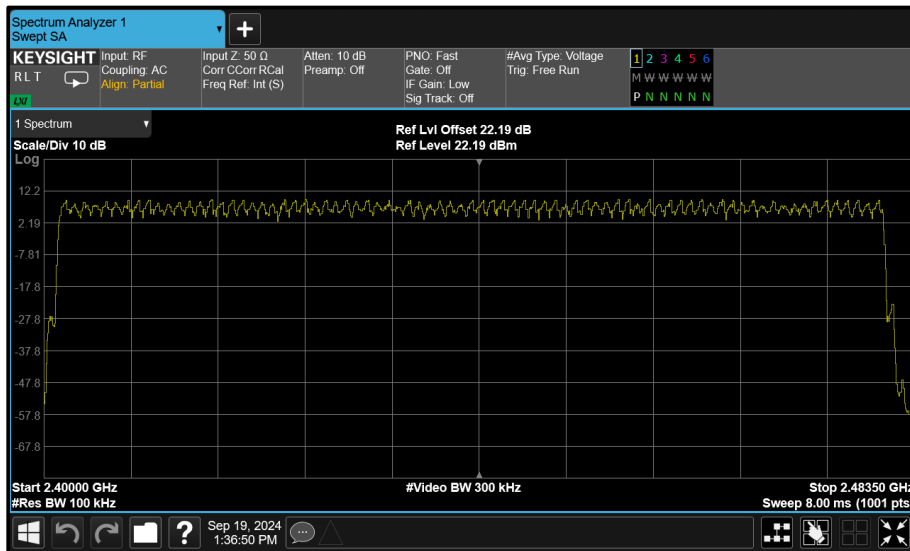 Spectrum Analyzer 1
Swept SA
KEYSIGHT
R L T
LXI
Input: RF
Coupling: AC
Align: Partial
Input Z: 50 Ω
Corr CCorr RCal
Freq Ref: Int (S)
Atten: 10 dB
Preamp: Off
PNO: Fast
Gate: Off
IF Gain: Low
Sig Track: Off
#Avg Type: Voltage
Trig: Free Run
1 2 3 4 5 6
M W W W W W
P N N N N N
1 Spectrum
Scale/Div 10 dB
Ref Lvl Offset 22.19 dB
Ref Level 22.19 dBm
Log
12.2
2.19
-7.81
-17.8
-27.8
-37.8
-47.8
-57.8
-67.8
Start 2.40000 GHz
#Video BW 300 kHz
Stop 2.48350 GHz
#Res BW 100 kHz
Sweep 8.00 ms (1001 pts
?
Sep 19, 2024
1:36:50 PM